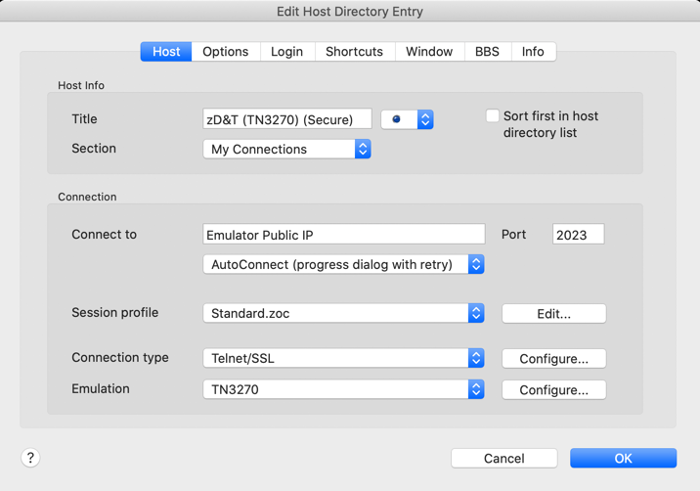 Edit Host Directory Entry
Host Options Login Shortcuts Window BBS Info
Host Info
Title zD&T (TN3270) (Secure) Sort first in host
directory list
Section My Connections
Connection
Connect to Emulator Public IP Port 2023
AutoConnect (progress dialog with retry)
Session profile Standard.zoc Edit...
Connection type Telnet/SSL Configure...
Emulation TN3270 Configure...
? Cancel OK